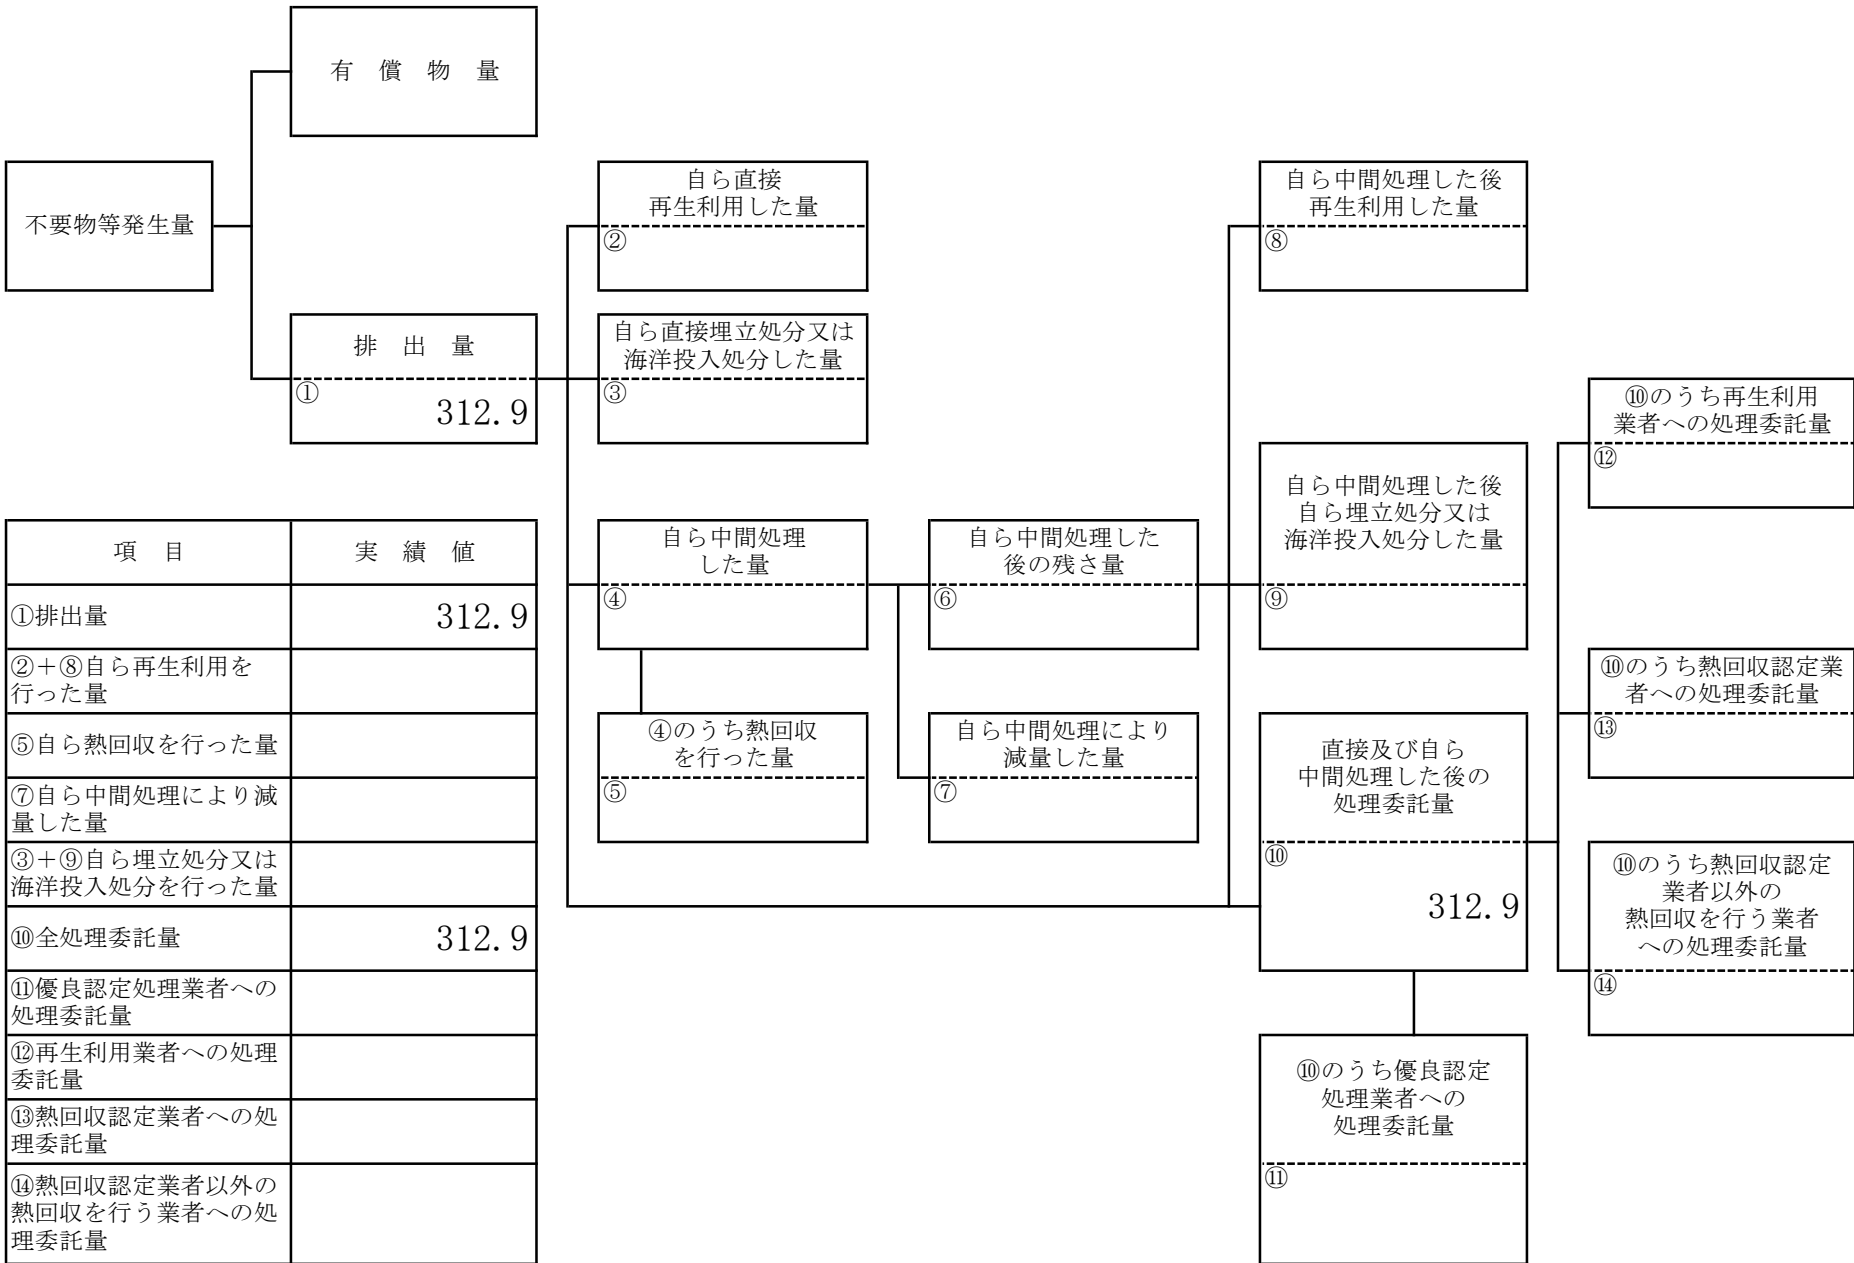 有 償 物 量
不要物等発生量
排 出 量
①
312.9
自ら直接
再生利用した量
②
自ら直接埋立処分又は
海洋投入処分した量
③
自ら中間処理
した量
④
④のうち熱回収
を行った量
⑤
自ら中間処理した
後の残さ量
⑥
自ら中間処理により
減量した量
⑦
自ら中間処理した後
再生利用した量
⑧
自ら中間処理した後
自ら埋立処分又は
海洋投入処分した量
⑨
直接及び自ら
中間処理した後の
処理委託量
⑩
312.9
⑩のうち優良認定
処理業者への
処理委託量
⑪
⑩のうち再生利用
業者への処理委託量
⑫
⑩のうち熱回収認定業
者への処理委託量
⑬
⑩のうち熱回収認定
業者以外の
熱回収を行う業者
への処理委託量
⑭
項 目 実 績 値
①排出量 312.9
②+⑧自ら再生利用を
行った量
⑤自ら熱回収を行った量
⑦自ら中間処理により減
量した量
③+⑨自ら埋立処分又は
海洋投入処分を行った量
⑩全処理委託量 312.9
⑪優良認定処理業者への
処理委託量
⑫再生利用業者への処理
委託量
⑬熱回収認定業者への処
理委託量
⑭熱回収認定業者以外の
熱回収を行う業者への処
理委託量